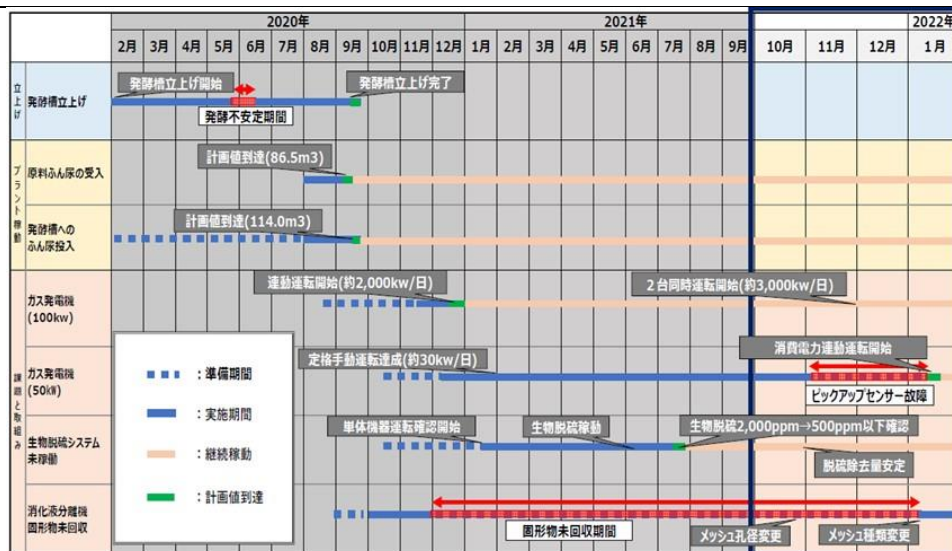 2020年 2021年 2022年
2月 3月 4月 5月 6月 7月 8月 9月 10月 11月 12月 1月 2月 3月 4月 5月 6月 7月 8月 9月 10月 11月 12月 1月
立上げ
発酵槽立上げ
発酵槽立上げ開始
発酵槽立上げ完了
発酵不安定期間
プラント稼動
原料ふん尿の受入
計画値到達(86.5m3)
発酵槽への
ふん尿投入
計画値到達(114.0m3)
課題と取組み
ガス発電機
(100kw)
連動運転開始(約2,000kw/日)
2台同時運転開始(約3,000kw/日)
ガス発電機
(50kW)
定格手動運転達成(約30kw/日)
消費電力連動運転開始
ピックアップセンサー故障
生物脱硫システム
未稼働
単体機器運転確認開始
生物脱硫稼動
生物脱硫2,000ppm→500ppm以下確認
脱硫除去量安定
消化液分離機
固形物未回収
固形物未回収期間
メッシュ孔径変更
メッシュ種類変更
：準備期間
：実施期間
：継続稼動
：計画値到達